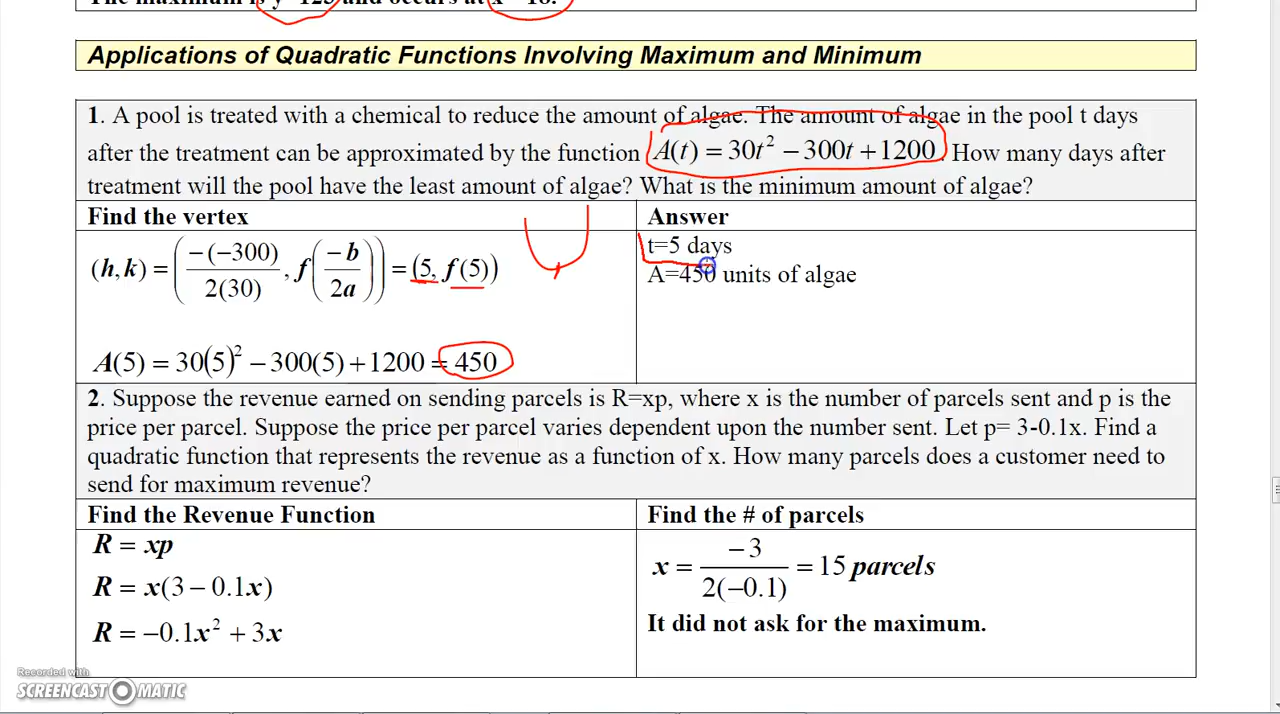 The maximum is y=125 and occurs at x=
Applications of Quadratic Functions Involving Maximum and Minimum
1. A pool is treated with a chemical to reduce the amount of algae. The amount of algae in the pool t days
after the treatment can be approximated by the function A(t) = 30t² − 300t + 1200. How many days after
treatment will the pool have the least amount of algae? What is the minimum amount of algae?
Find the vertex
Answer
(h, k) = (−(−300)/2(30), f(−b/2a)) = (5, f(5))
t=5 days
A=450 units of algae
A(5) = 30(5)² − 300(5) + 1200 = 450
2. Suppose the revenue earned on sending parcels is R=xp, where x is the number of parcels sent and p is the
price per parcel. Suppose the price per parcel varies dependent upon the number sent. Let p= 3-0.1x. Find a
quadratic function that represents the revenue as a function of x. How many parcels does a customer need to
send for maximum revenue?
Find the Revenue Function
Find the # of parcels
R = xp
R = x(3 − 0.1x)
R = −0.1x² + 3x
x = −3/2(−0.1) = 15 parcels
It did not ask for the maximum.
Recorded with
SCREENCAST O MATIC